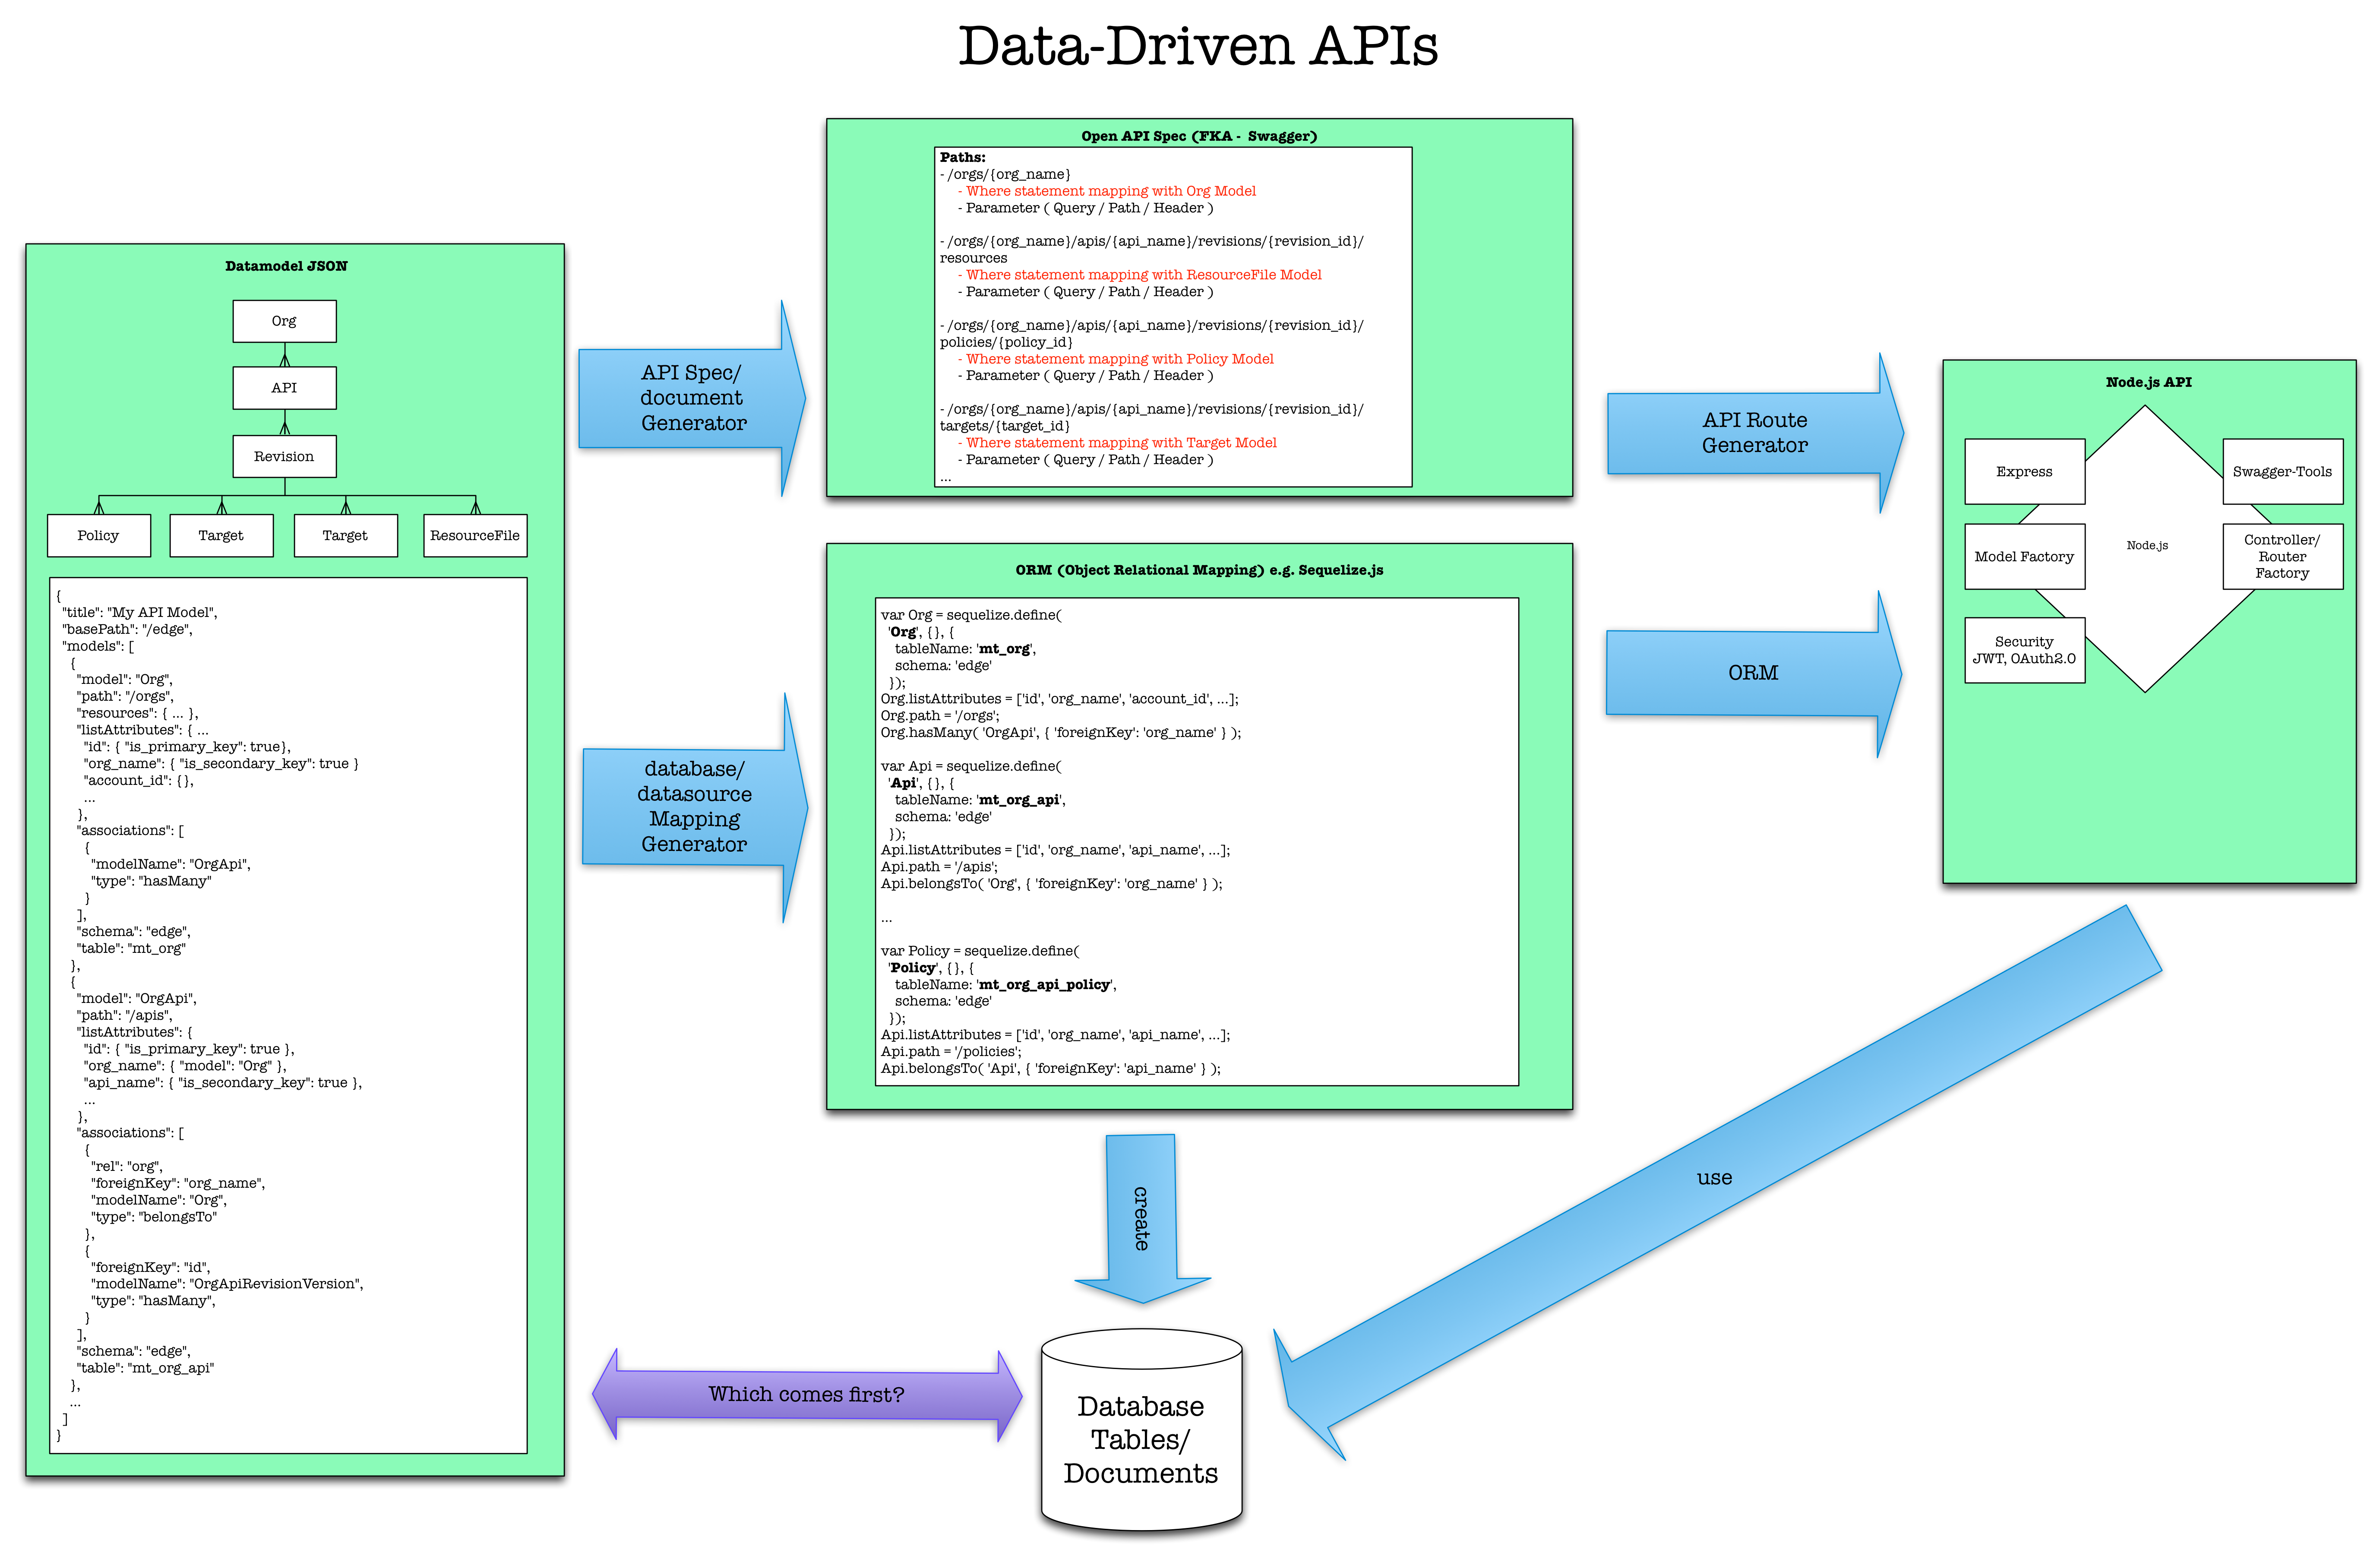 Data-Driven APIs
Datamodel JSON
Org
API
Revision
Policy
Target
Target
ResourceFile
{
"title": "My API Model",
"basePath": "/edge",
"models": [
{
"model": "Org",
"path": "/orgs",
"resources": { ... },
"listAttributes": { ...
"id": { "is_primary_key": true},
"org_name": { "is_secondary_key": true }
"account_id": {},
...
},
"associations": [
{
"modelName": "OrgApi",
"type": "hasMany"
}
],
"schema": "edge",
"table": "mt_org"
},
{
"model": "OrgApi",
"path": "/apis",
"listAttributes": {
"id": { "is_primary_key": true },
"org_name": { "model": "Org" },
"api_name": { "is_secondary_key": true },
...
},
"associations": [
{
"rel": "org",
"foreignKey": "org_name",
"modelName": "Org",
"type": "belongsTo"
},
{
"foreignKey": "id",
"modelName": "OrgApiRevisionVersion",
"type": "hasMany",
}
],
"schema": "edge",
"table": "mt_org_api"
},
...
]
}
API Spec/
document
Generator
database/
datasource
Mapping
Generator
Open API Spec (FKA -  Swagger)
Paths:
- /orgs/{org_name}
- Where statement mapping with Org Model
- Parameter ( Query / Path / Header )
- /orgs/{org_name}/apis/{api_name}/revisions/{revision_id}/
resources
- Where statement mapping with ResourceFile Model
- Parameter ( Query / Path / Header )
- /orgs/{org_name}/apis/{api_name}/revisions/{revision_id}/
policies/{policy_id}
- Where statement mapping with Policy Model
- Parameter ( Query / Path / Header )
- /orgs/{org_name}/apis/{api_name}/revisions/{revision_id}/
targets/{target_id}
- Where statement mapping with Target Model
- Parameter ( Query / Path / Header )
...
ORM (Object Relational Mapping) e.g. Sequelize.js
var Org = sequelize.define(
'Org', {}, {
tableName: 'mt_org',
schema: 'edge'
});
Org.listAttributes = ['id', 'org_name', 'account_id', ...];
Org.path = '/orgs';
Org.hasMany( 'OrgApi', { 'foreignKey': 'org_name' } );
var Api = sequelize.define(
'Api', {}, {
tableName: 'mt_org_api',
schema: 'edge'
});
Api.listAttributes = ['id', 'org_name', 'api_name', ...];
Api.path = '/apis';
Api.belongsTo( 'Org', { 'foreignKey': 'org_name' } );
...
var Policy = sequelize.define(
'Policy', {}, {
tableName: 'mt_org_api_policy',
schema: 'edge'
});
Api.listAttributes = ['id', 'org_name', 'api_name', ...];
Api.path = '/policies';
Api.belongsTo( 'Api', { 'foreignKey': 'api_name' } );
API Route
Generator
ORM
Node.js API
Express
Swagger-Tools
Model Factory
Node.js
Controller/
Router
Factory
Security
JWT, OAuth2.0
create
use
Which comes first?
Database
Tables/
Documents